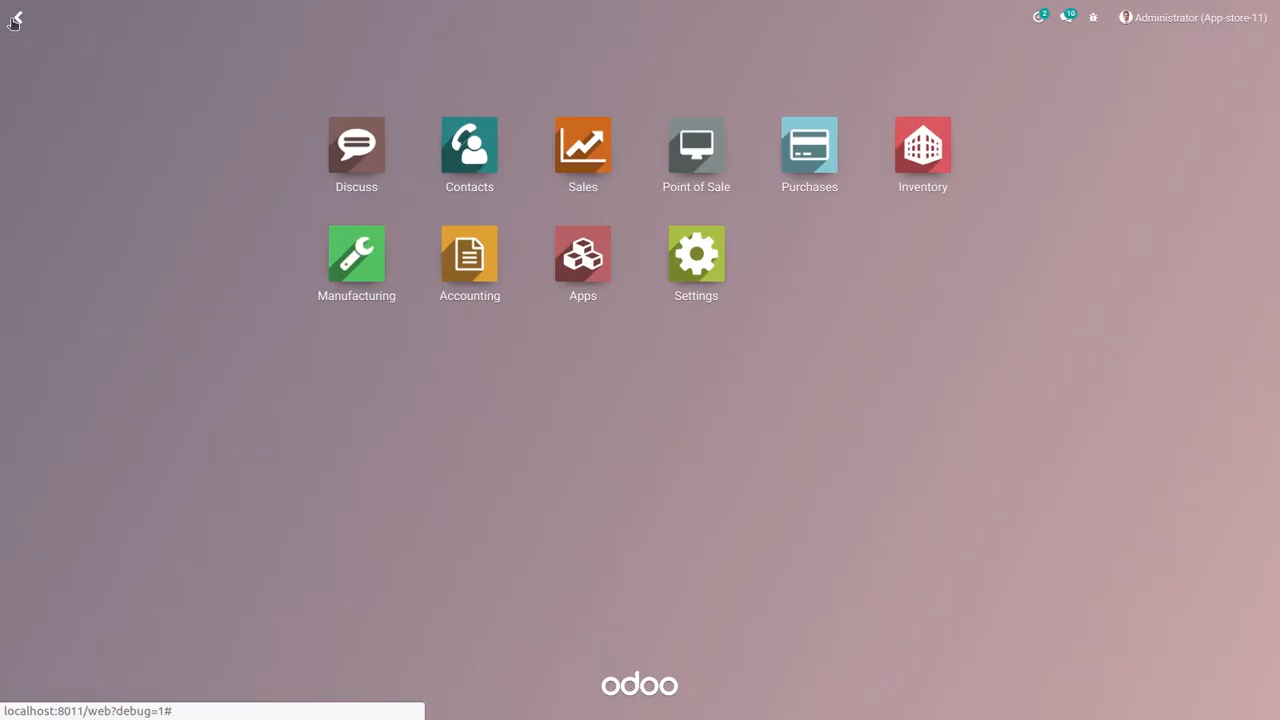 2 10 Administrator (App-store-11)
Discuss Contacts Sales Point of Sale Purchases Inventory
Manufacturing Accounting Apps Settings
odoo
localhost:8011/web?debug=1#